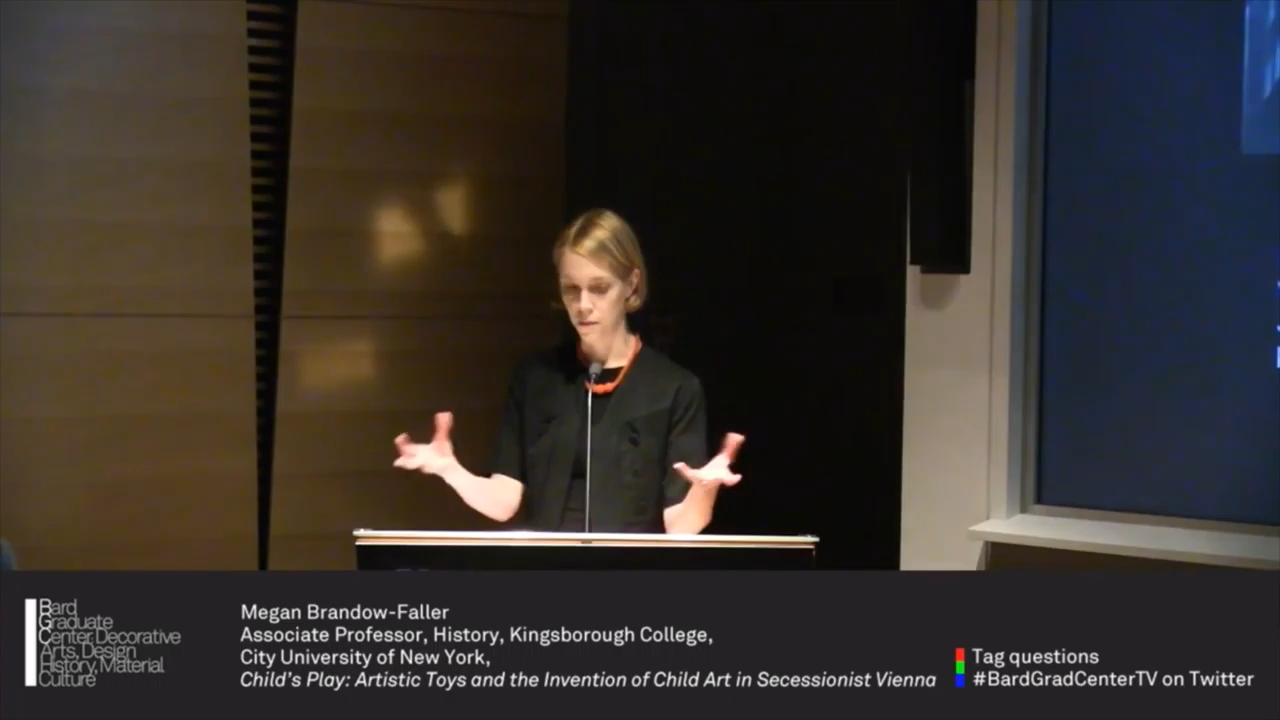 Bard
Graduate
Center: Decorative
Arts, Design
History, Material
Culture
Megan Brandow-Faller
Associate Professor, History, Kingsborough College,
City University of New York,
Child's Play: Artistic Toys and the Invention of Child Art in Secessionist Vienna
Tag questions
#BardGradCenterTV on Twitter